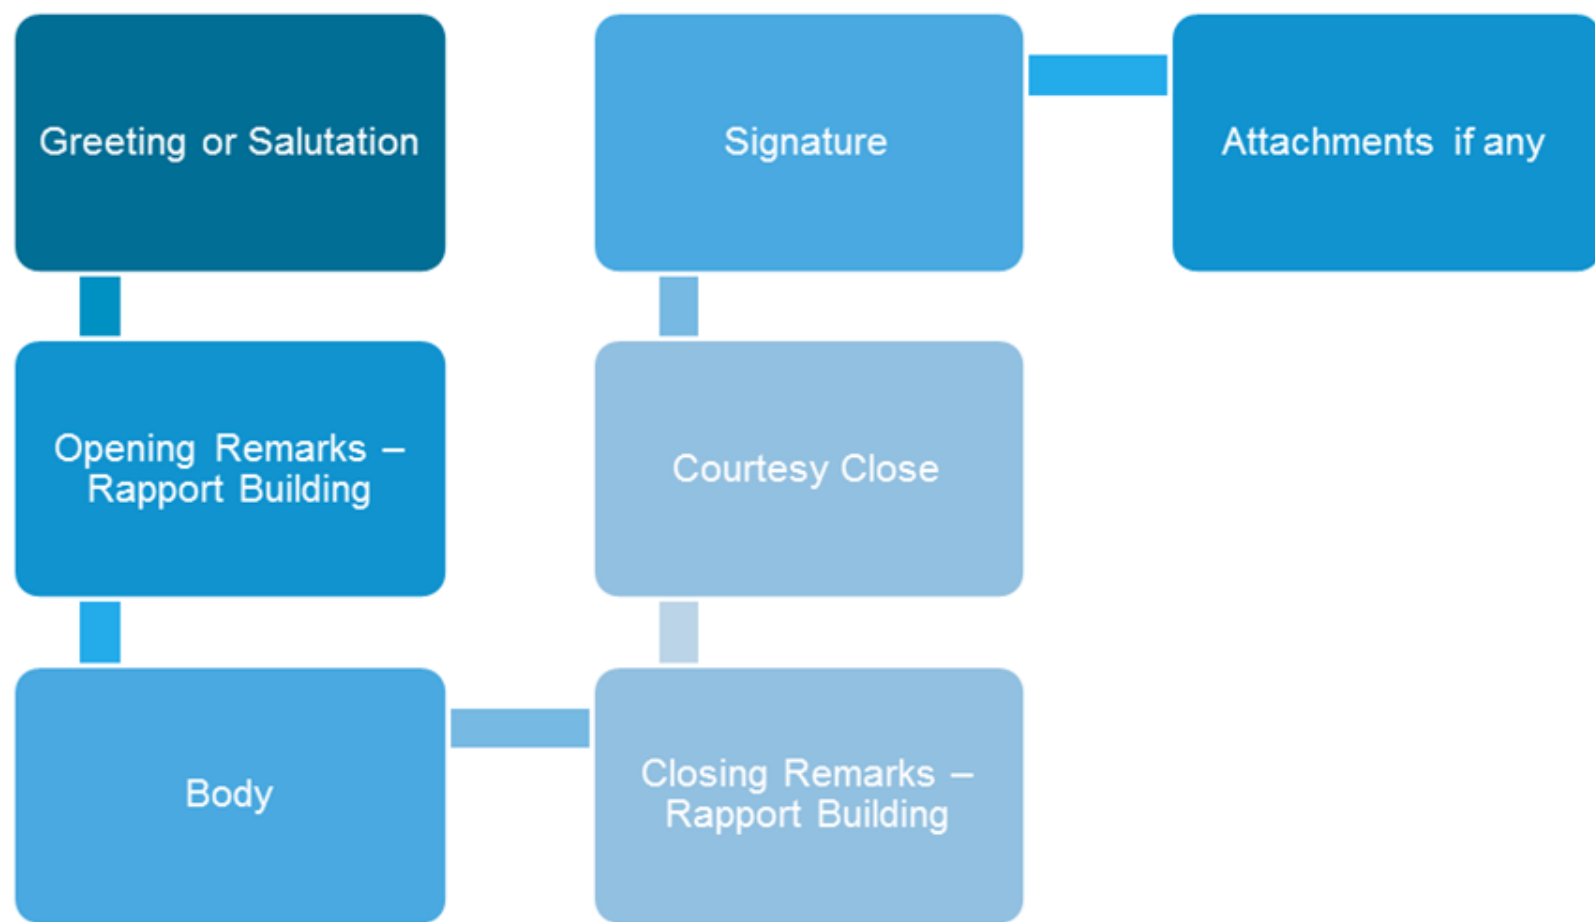 Greeting or Salutation
Opening Remarks –
Rapport Building
Body
Closing Remarks –
Rapport Building
Courtesy Close
Signature
Attachments if any